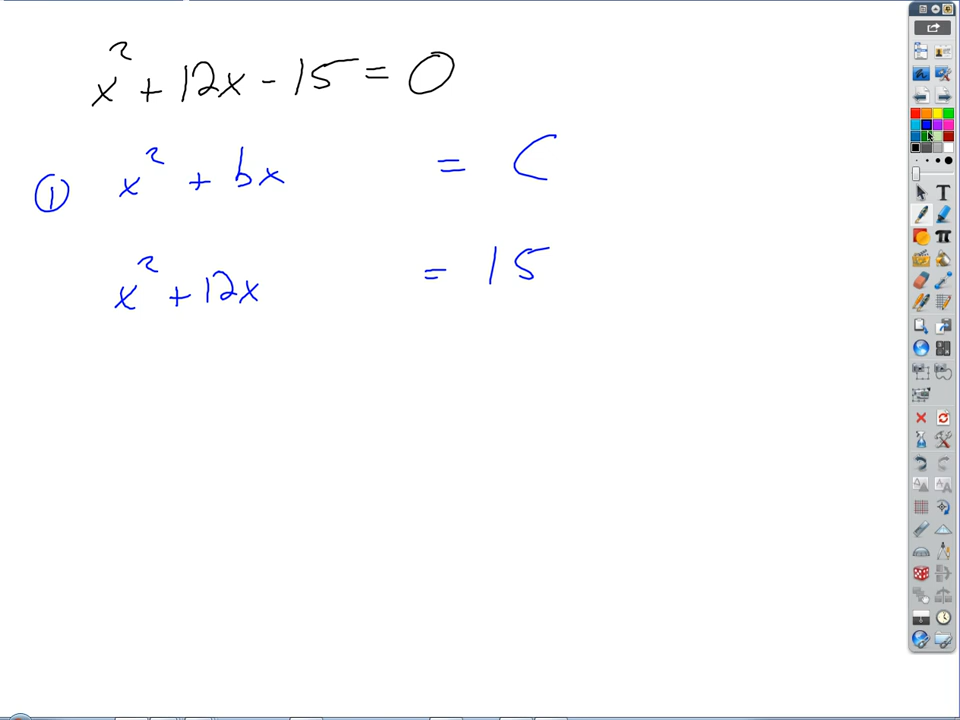 x² + 12x - 15 = 0
① x² + bx = C
x² + 12x = 15